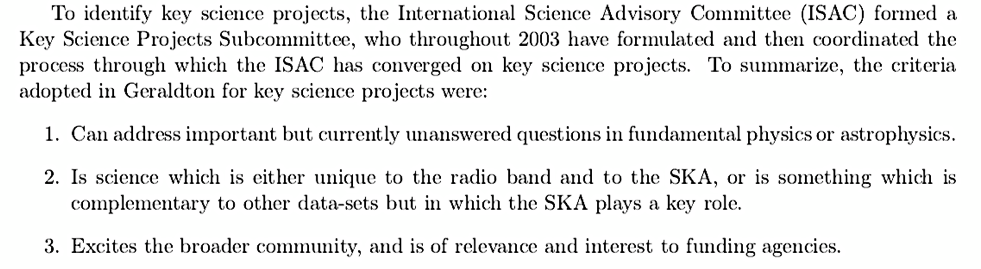 To identify key science projects, the International Science Advisory Committee (ISAC) formed a
Key Science Projects Subcommittee, who throughout 2003 have formulated and then coordinated the
process through which the ISAC has converged on key science projects. To summarize, the criteria
adopted in Geraldton for key science projects were:
1. Can address important but currently unanswered questions in fundamental physics or astrophysics.
2. Is science which is either unique to the radio band and to the SKA, or is something which is
complementary to other data-sets but in which the SKA plays a key role.
3. Excites the broader community, and is of relevance and interest to funding agencies.